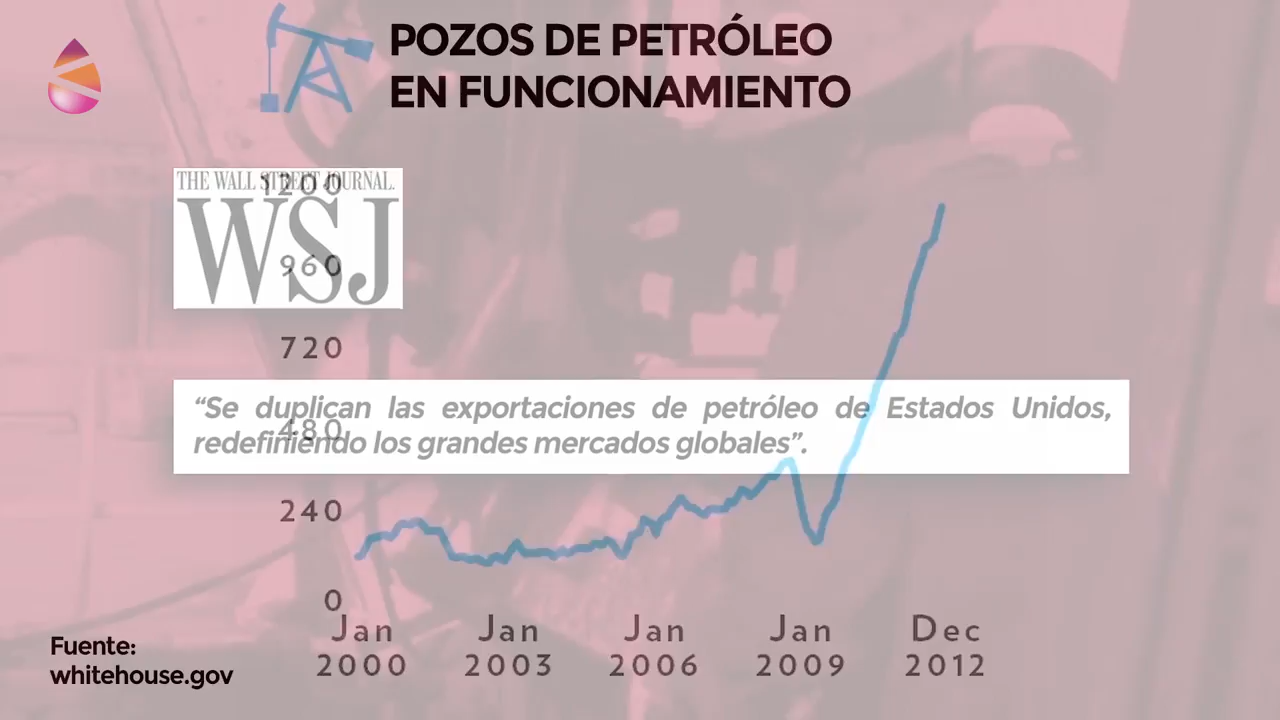 POZOS DE PETRÓLEO
EN FUNCIONAMIENTO
THE WALL STREET JOURNAL.
WSJ
1200
960
720
“Se duplican las exportaciones de petróleo de Estados Unidos,
redefiniendo los grandes mercados globales”.
480
240
0
Jan Jan Jan Jan Dec
2000 2003 2006 2009 2012
Fuente:
whitehouse.gov